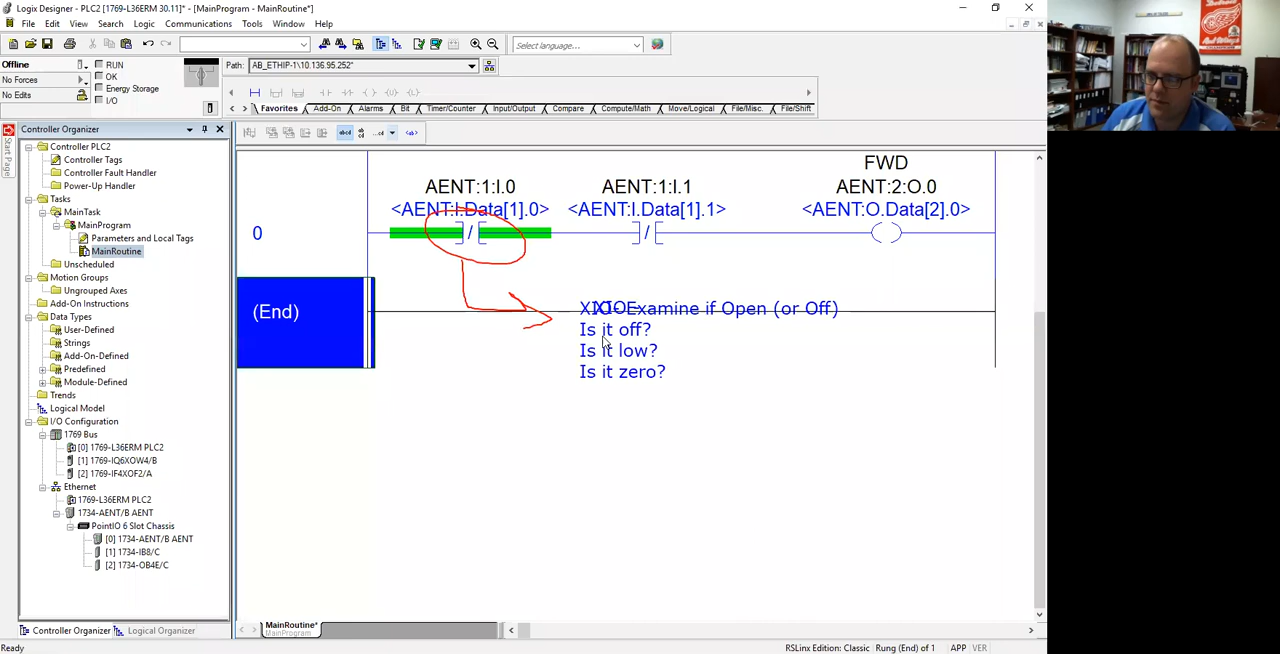 Logix Designer - PLC2 [1769-L36ERM 30.11]* - [MainProgram - MainRoutine]
File Edit View Search Logic Communications Tools Window Help
Select language...
Offline RUN
No Forces OK
No Edits Energy Storage
I/O
Path: AB_ETHIP-1\10.136.95.252*
Favorites Add-On Alarms Bit Timer/Counter Input/Output Compare Compute/Math Move/Logical File/Misc. File/Shift
Start Page
Controller Organizer
Controller PLC2
Controller Tags
Controller Fault Handler
Power-Up Handler
Tasks
MainTask
MainProgram
Parameters and Local Tags
MainRoutine
Unscheduled
Motion Groups
Ungrouped Axes
Add-On Instructions
Data Types
User-Defined
Strings
Add-On-Defined
Predefined
Module-Defined
Trends
Logical Model
I/O Configuration
1769 Bus
[0] 1769-L36ERM PLC2
[1] 1769-IQ6XOW4/B
[2] 1769-IF4XOF2/A
Ethernet
1769-L36ERM PLC2
1734-AENT/B AENT
PointIO 6 Slot Chassis
[0] 1734-AENT/B AENT
[1] 1734-IB8/C
[2] 1734-OB4E/C
Controller Organizer Logical Organizer
FWD
AENT:1:I.0 AENT:1:I.1 AENT:2:O.0
<AENT:I.Data[1].0> <AENT:I.Data[1].1> <AENT:O.Data[2].0>
0
(End)
XIO- Examine if Open (or Off)
Is it off?
Is it low?
Is it zero?
MainRoutine*
MainProgram
Ready RSLinx Edition: Classic Rung (End) of 1 APP VER